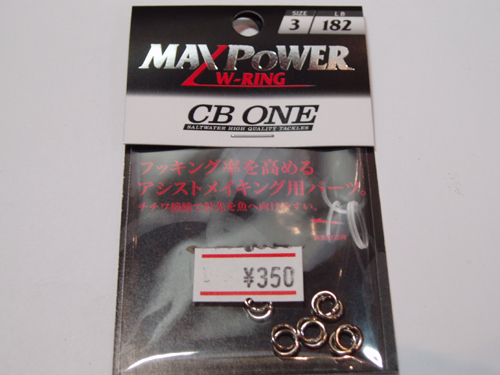 SIZE LB
3 182
MAXPOWER
W-RING
CB ONE
SALTWATER HIGH QUALITY TACKLES
フッキング率を高める
アシストメイキング用パーツ。
¥350